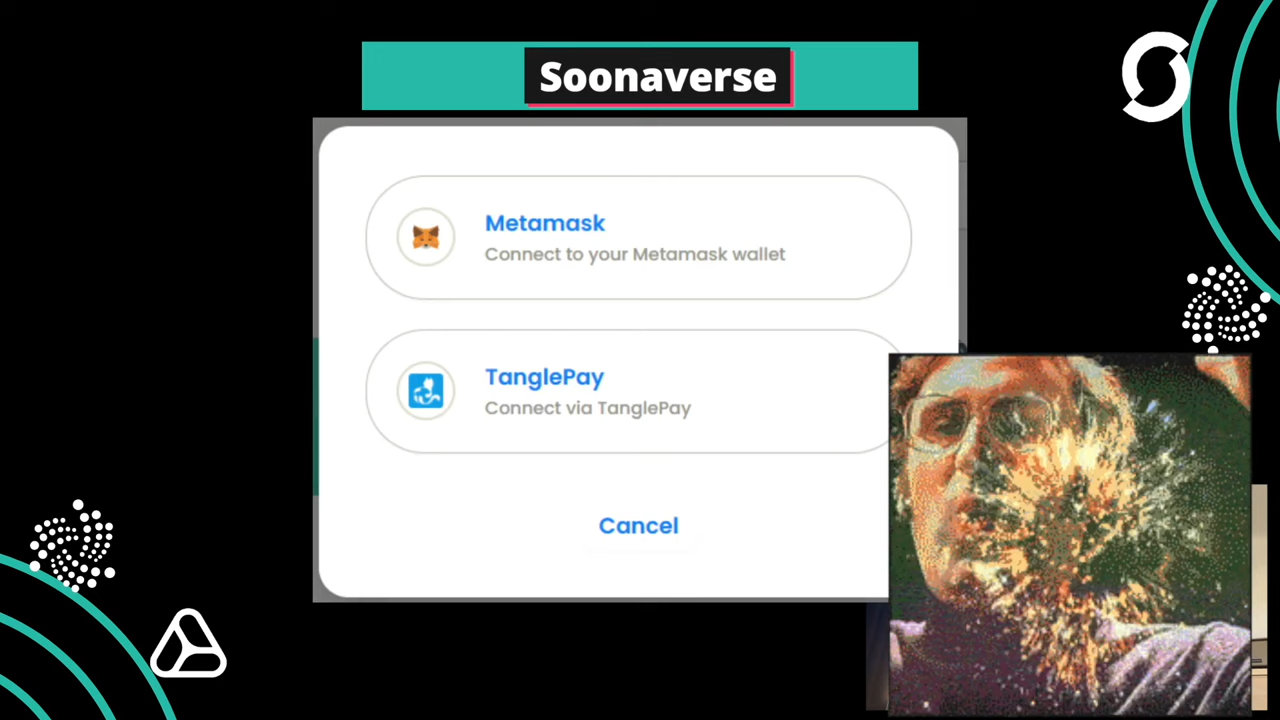 Soonaverse
Metamask
Connect to your Metamask wallet
TanglePay
Connect via TanglePay
Cancel